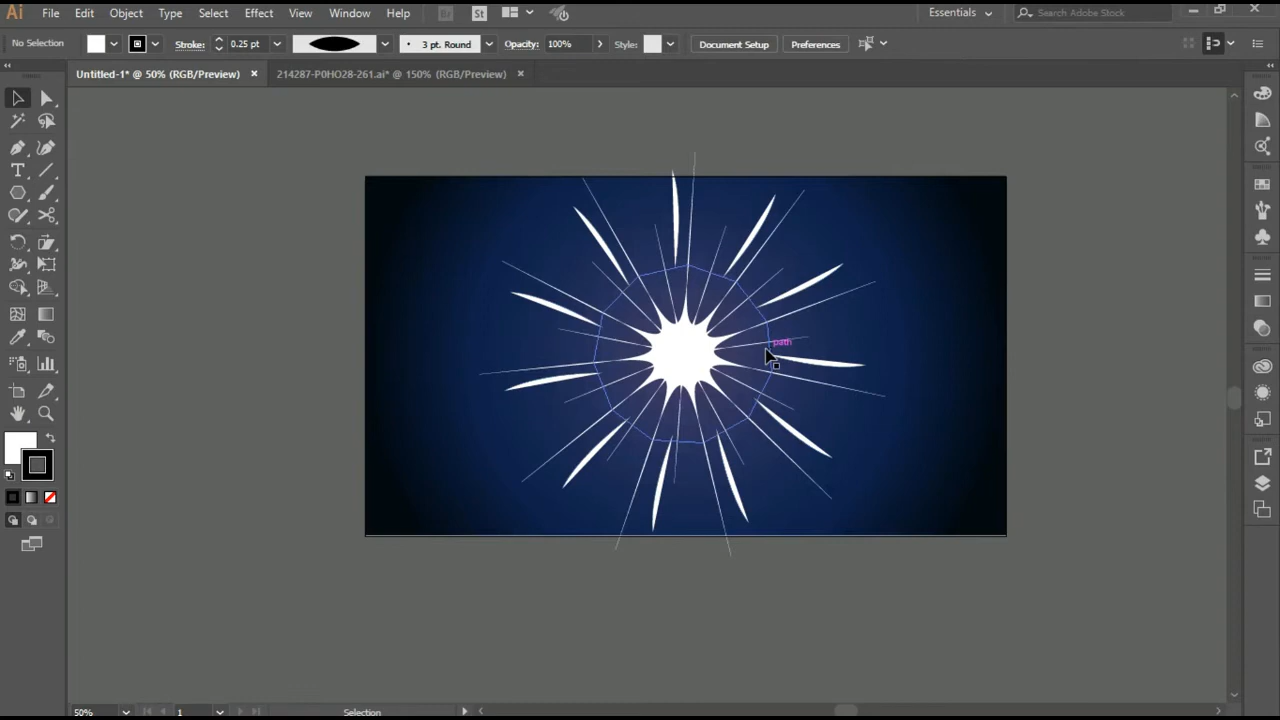 Ai File Edit Object Type Select Effect View Window Help Br St Essentials Search Adobe Stock
No Selection Stroke: 0.25 pt 3 pt. Round Opacity: 100% Style: Document Setup Preferences
Untitled-1* @ 50% (RGB/Preview) × 214287-P0HO28-261.ai* @ 150% (RGB/Preview) ×
path
50% 1 Selection